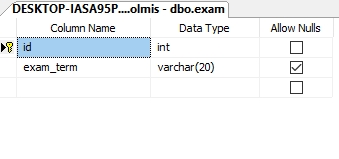 DESKTOP-IASA95P....olmis - dbo.exam
Column Name Data Type Allow Nulls
id int
exam_term varchar(20)